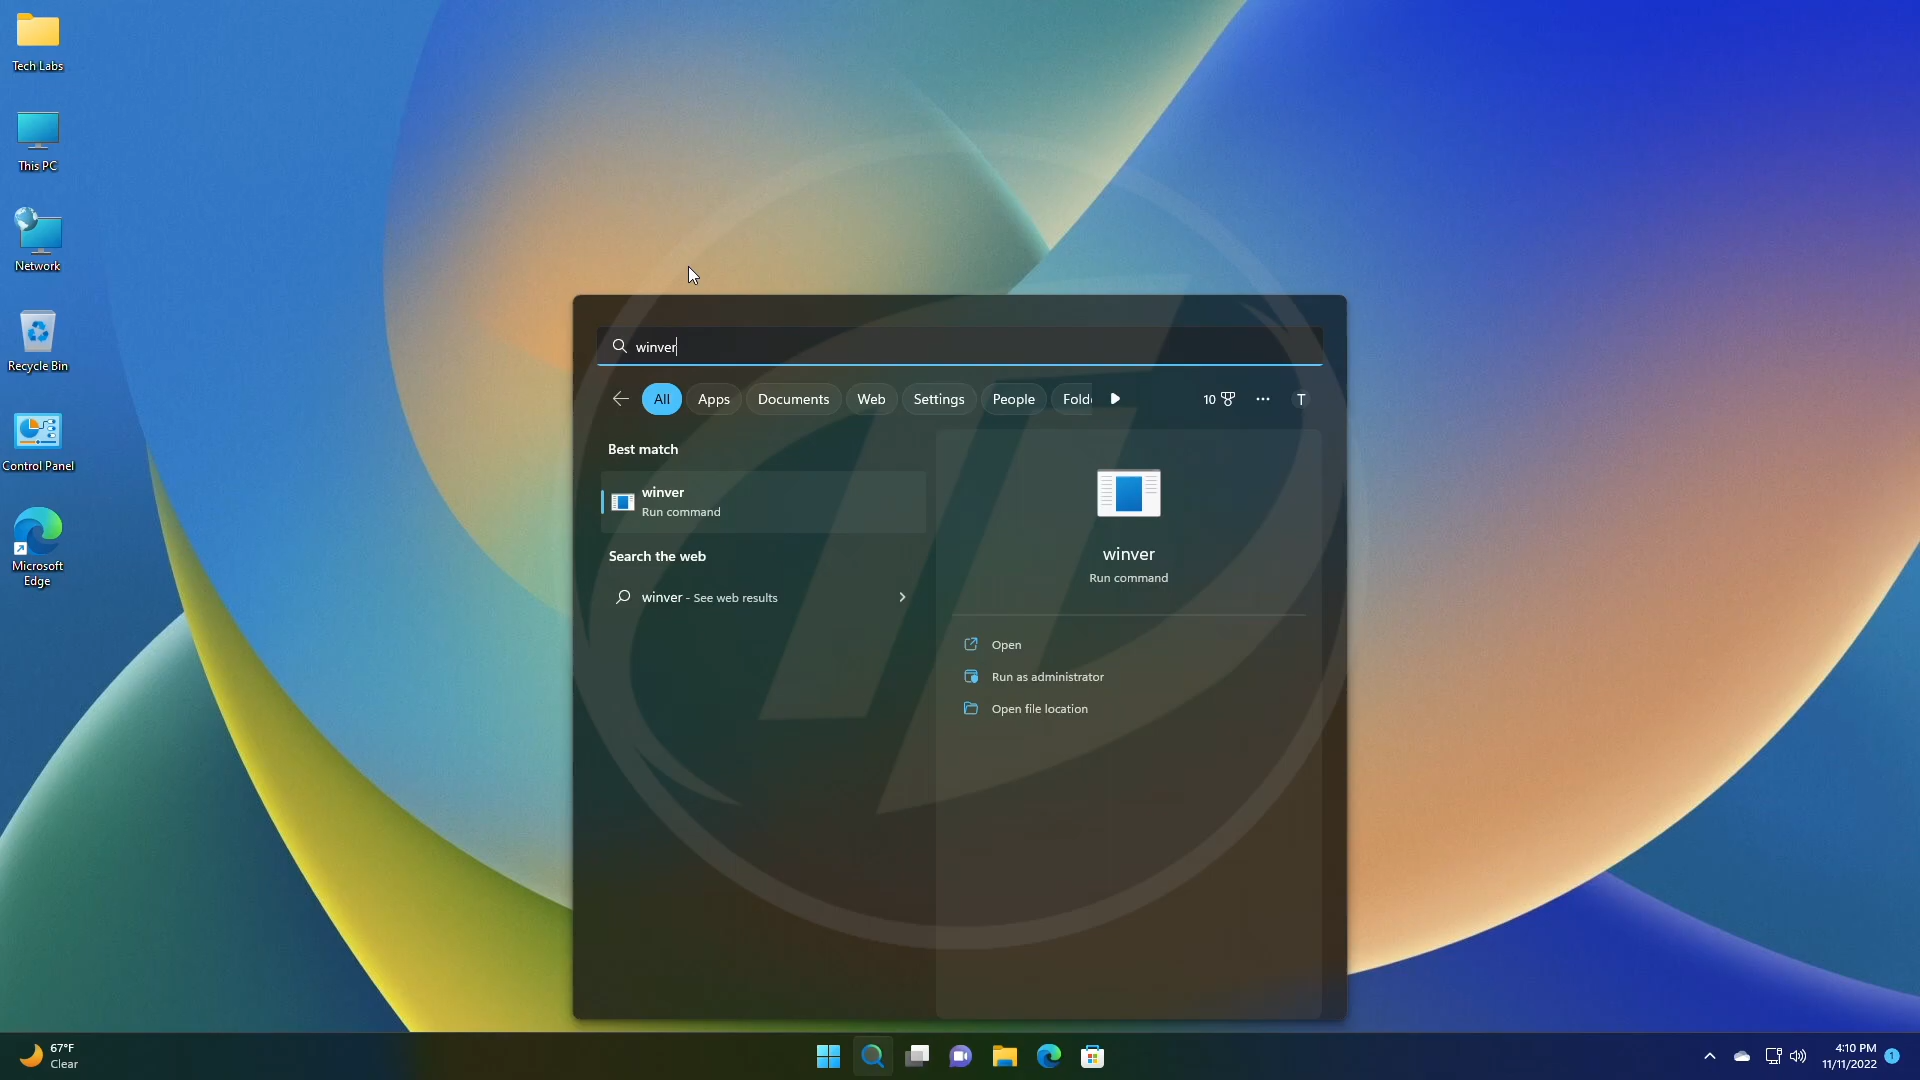 Tech Labs
This PC
Network
Recycle Bin
Control Panel
Microsoft
Edge
winver
All
Apps
Documents
Web
Settings
People
Fold
10
T
Best match
winver
Run command
Search the web
winver - See web results
winver
Run command
Open
Run as administrator
Open file location
67°F
Clear
4:10 PM
11/11/2022
1